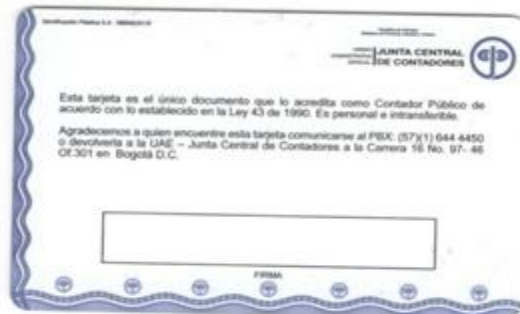 JUNTA CENTRAL
DE CONTADORES
Esta tarjeta es el único documento que lo acredita como Contador Público de
acuerdo con lo establecido en la Ley 43 de 1990. Es personal e intransferible.
Agradecemos a quien encuentre esta tarjeta comunicarse al PBX: (57)(1) 644 4450
o devolverla a la UAE – Junta Central de Contadores a la Carrera 16 No. 97- 46
Of.301 en Bogotá D.C.
FIRMA